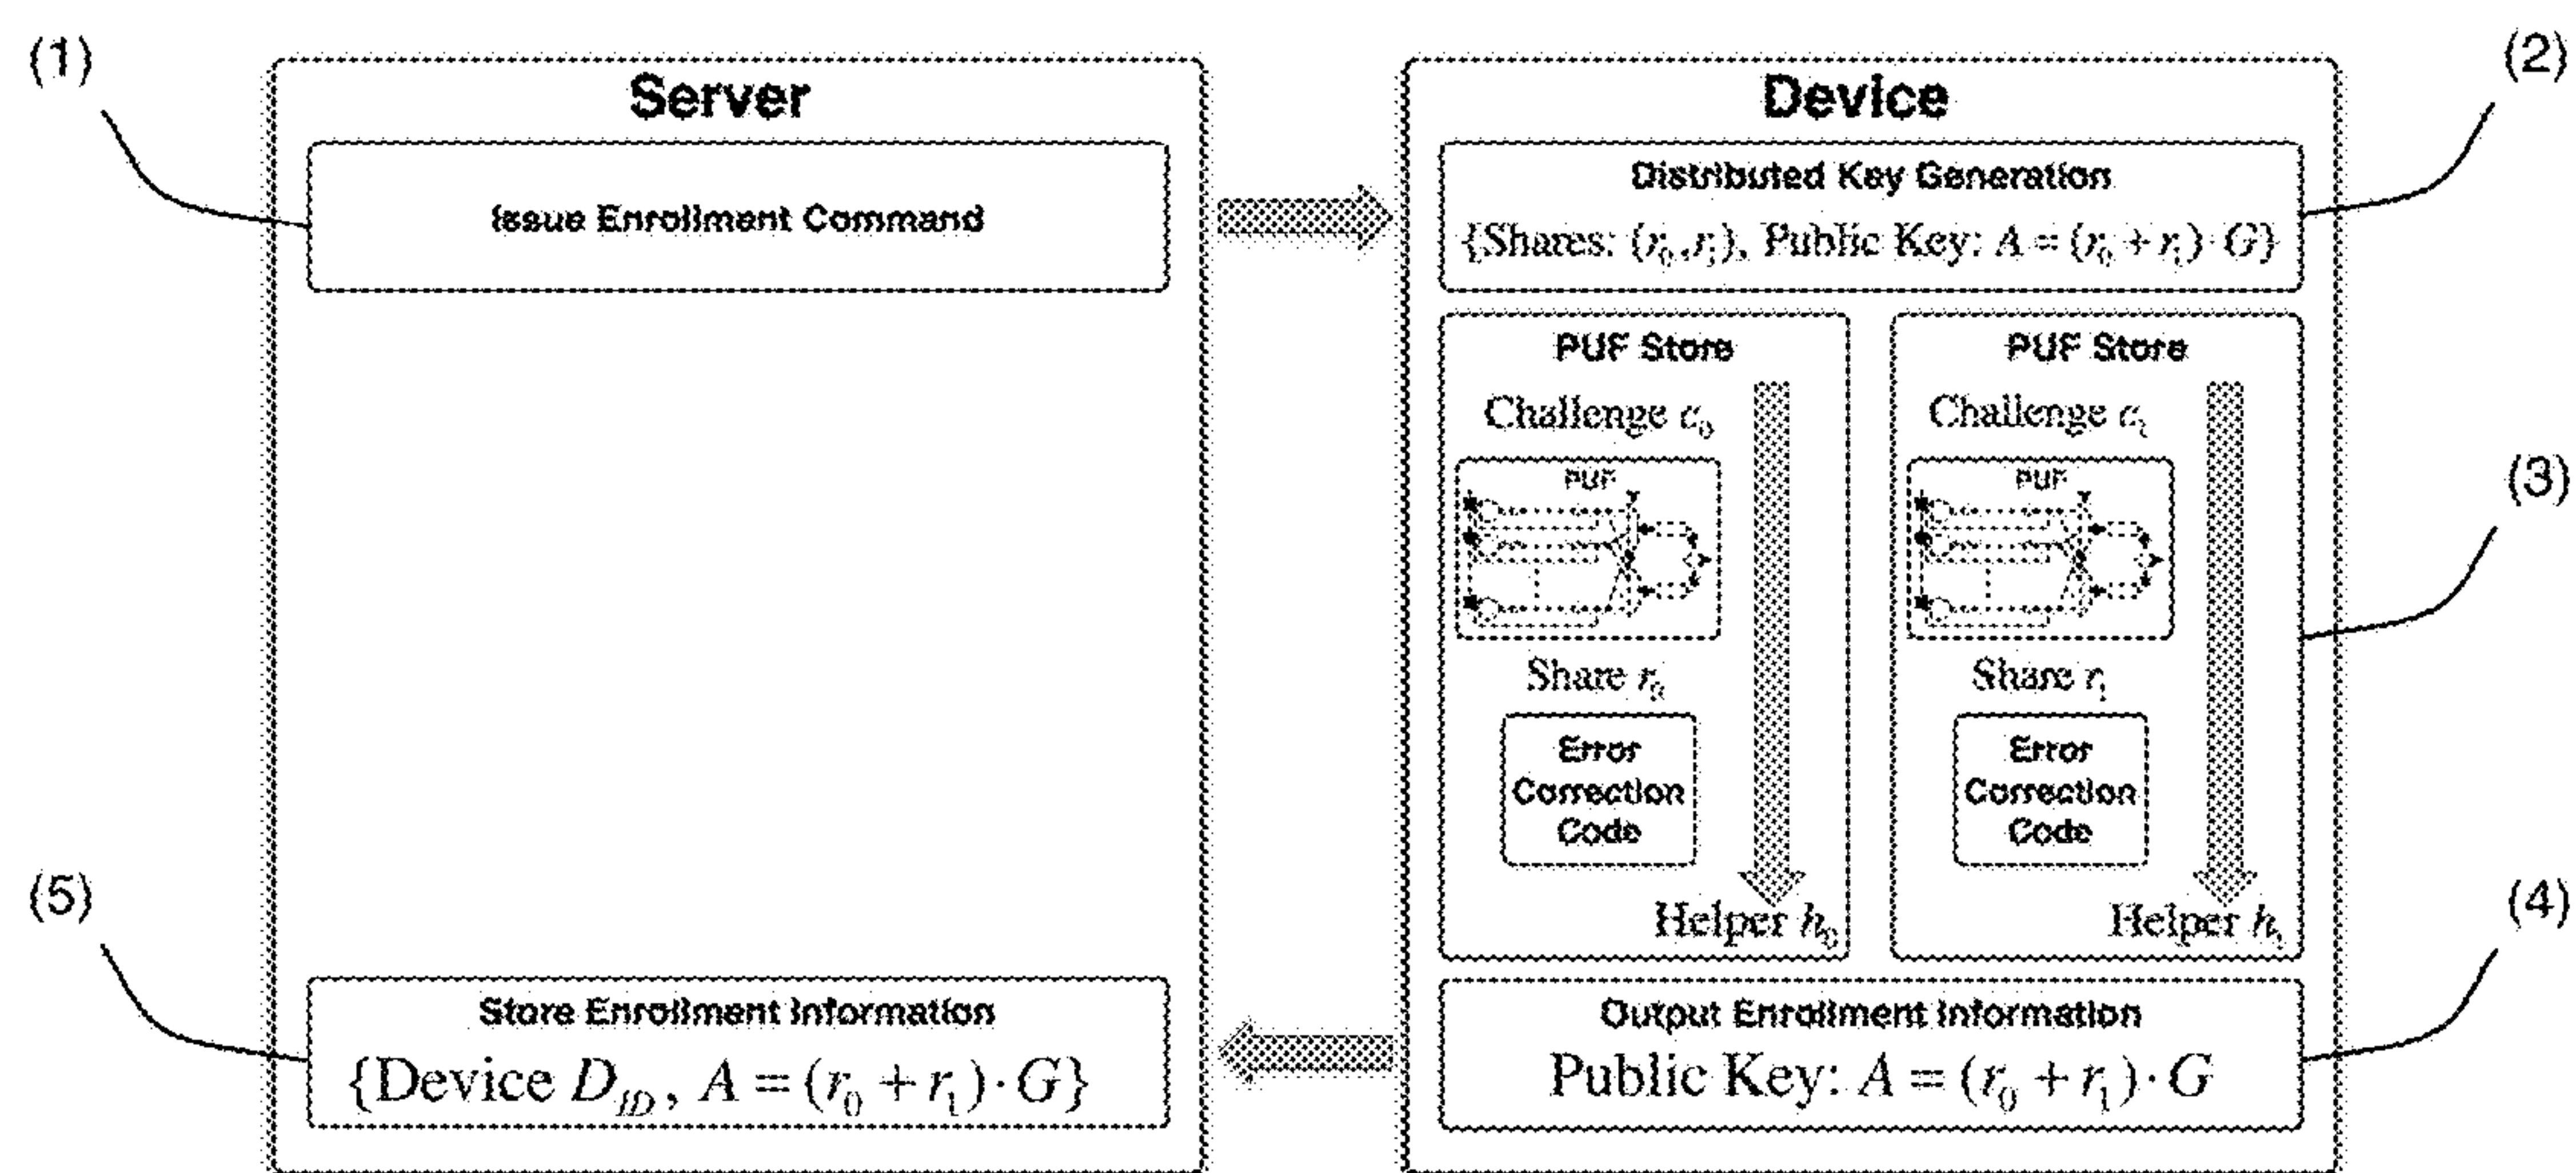 (1)
(2)
Server
Device
Issue Enrollment Command
Distributed Key Generation
{Shares: (r₀,r₁), Public Key: A = (r₀ + r₁)· G}
PUF Store
Challenge c₀
PUF
Share r₀
Error
Correction
Code
Helper h₀
PUF Store
Challenge c₁
PUF
Share r₁
Error
Correction
Code
Helper h₁
(3)
(4)
(5)
Store Enrollment Information
{Device D_ID, A = (r₀ + r₁)· G}
Output Enrollment Information
Public Key: A = (r₀ + r₁)· G